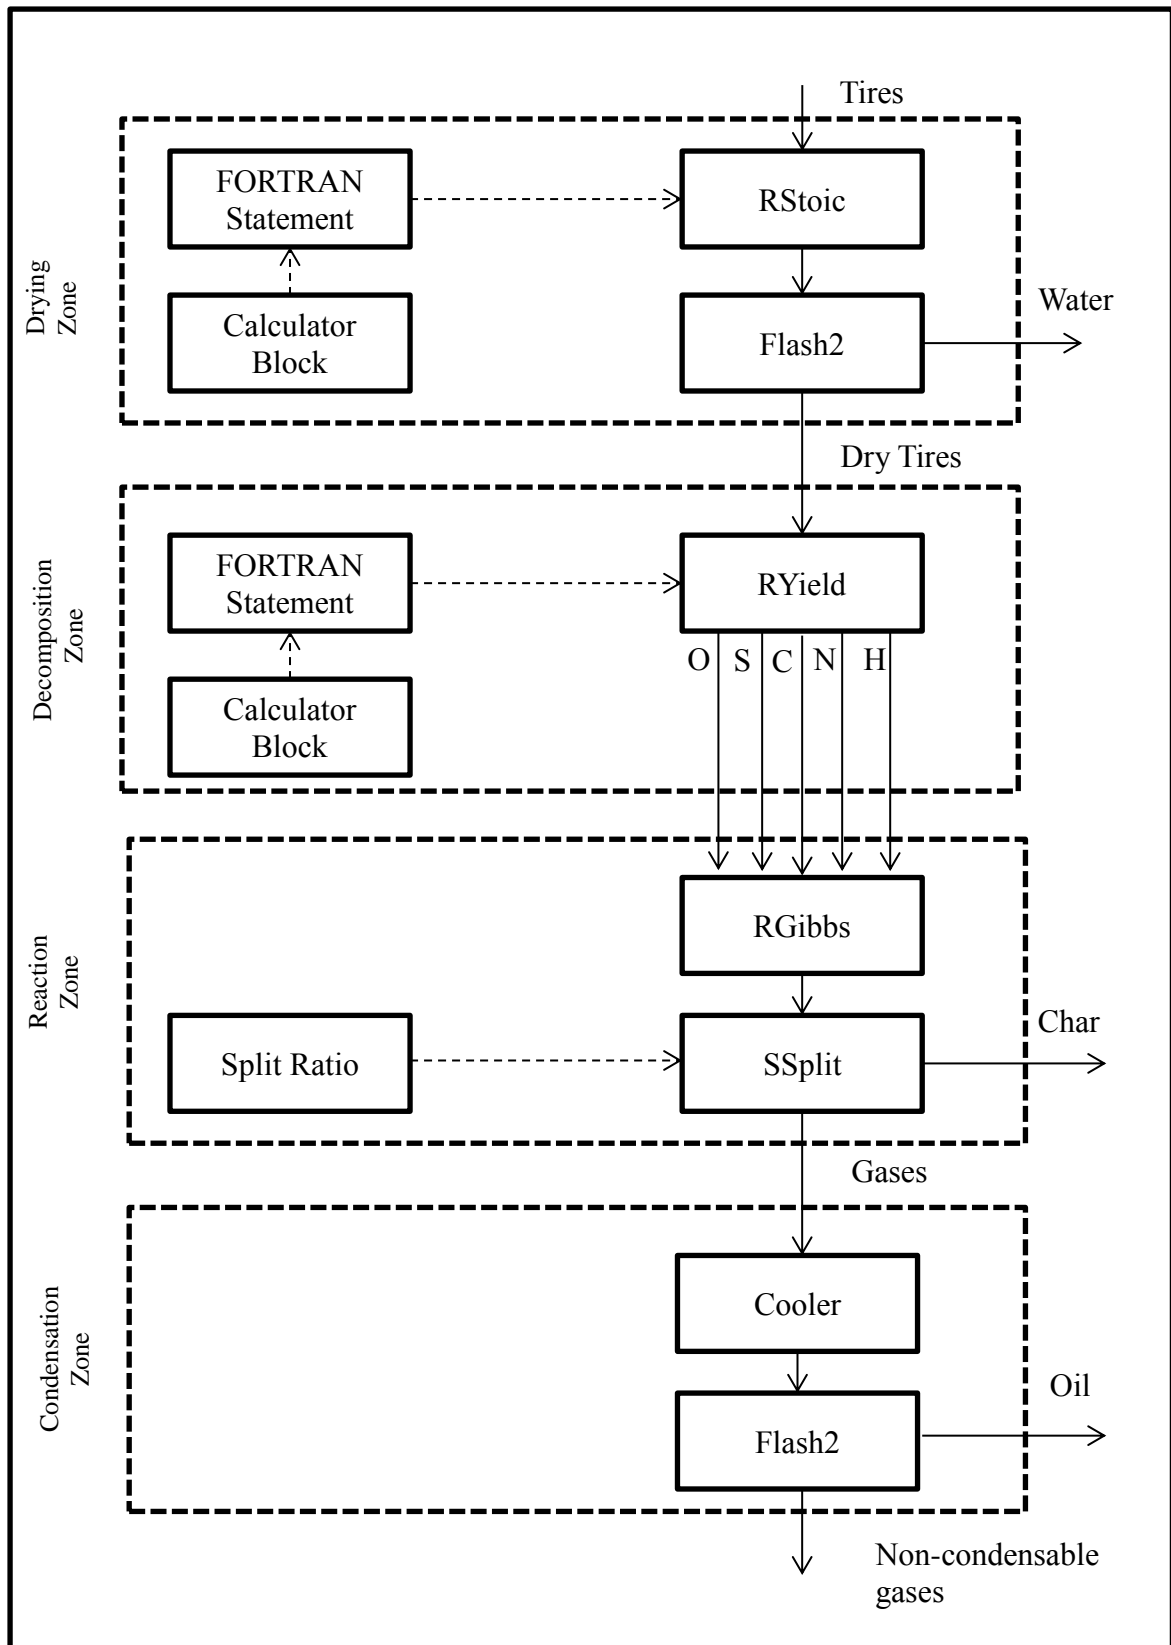 Tires
Drying
Zone
FORTRAN
Statement
RStoic
Calculator
Block
Flash2
Water
Dry Tires
Decomposition
Zone
FORTRAN
Statement
RYield
O S C N H
Calculator
Block
Reaction
Zone
RGibbs
Split Ratio
SSplit
Char
Gases
Condensation
Zone
Cooler
Flash2
Oil
Non-condensable
gases